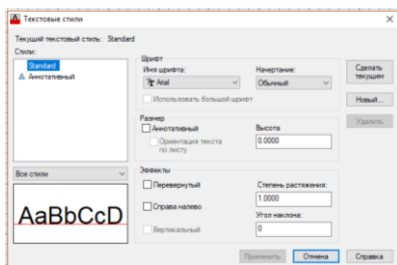 Текстовые стили
Текущий текстовый стиль: Standard
Стили:
Standard
Аннотативный
Все стили
AaBbCcD
Шрифт
Имя шрифта:
Начертание:
Arial
Обычный
Использовать большой шрифт
Размер
Аннотативный
Высота
Ориентация текста
по листу
0.0000
Эффекты
Перевернутый
Степень растяжения:
1.0000
Справа налево
Угол наклона:
Вертикальный
0
Сделать
текущим
Новый...
Удалить
Применить
Отмена
Справка